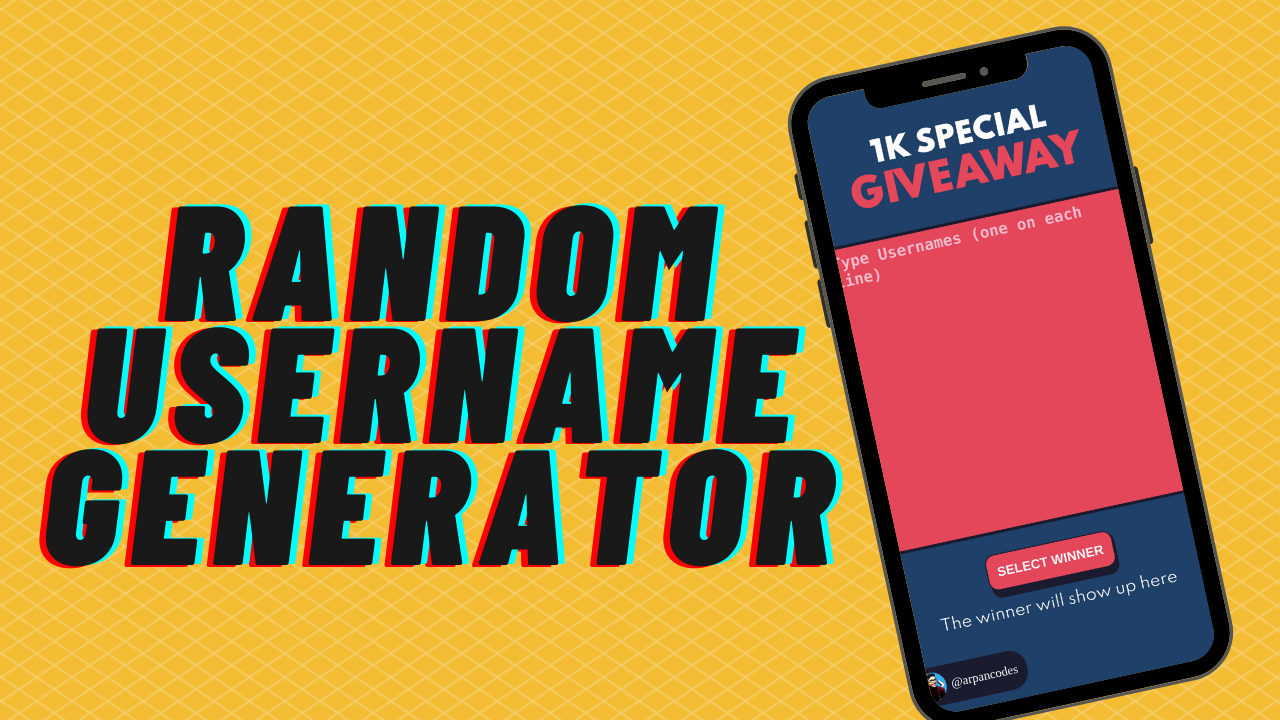 RANDOM
USERNAME
GENERATOR
1K SPECIAL
GIVEAWAY
Type Usernames (one on each
line)
SELECT WINNER
The winner will show up here
@arpancodes